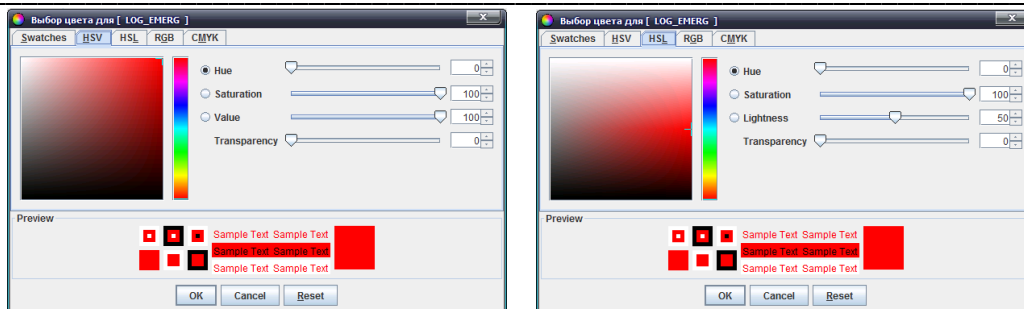 Выбор цвета для [ LOG_EMERG ] x
Swatches HSV HSL RGB CMYK
Hue 0
Saturation 100
Value 100
Transparency 0
Preview
Sample Text Sample Text
Sample Text Sample Text
Sample Text Sample Text
OK Cancel Reset
Выбор цвета для [ LOG_EMERG ] x
Swatches HSV HSL RGB CMYK
Hue 0
Saturation 100
Lightness 50
Transparency 0
Preview
Sample Text Sample Text
Sample Text Sample Text
Sample Text Sample Text
OK Cancel Reset